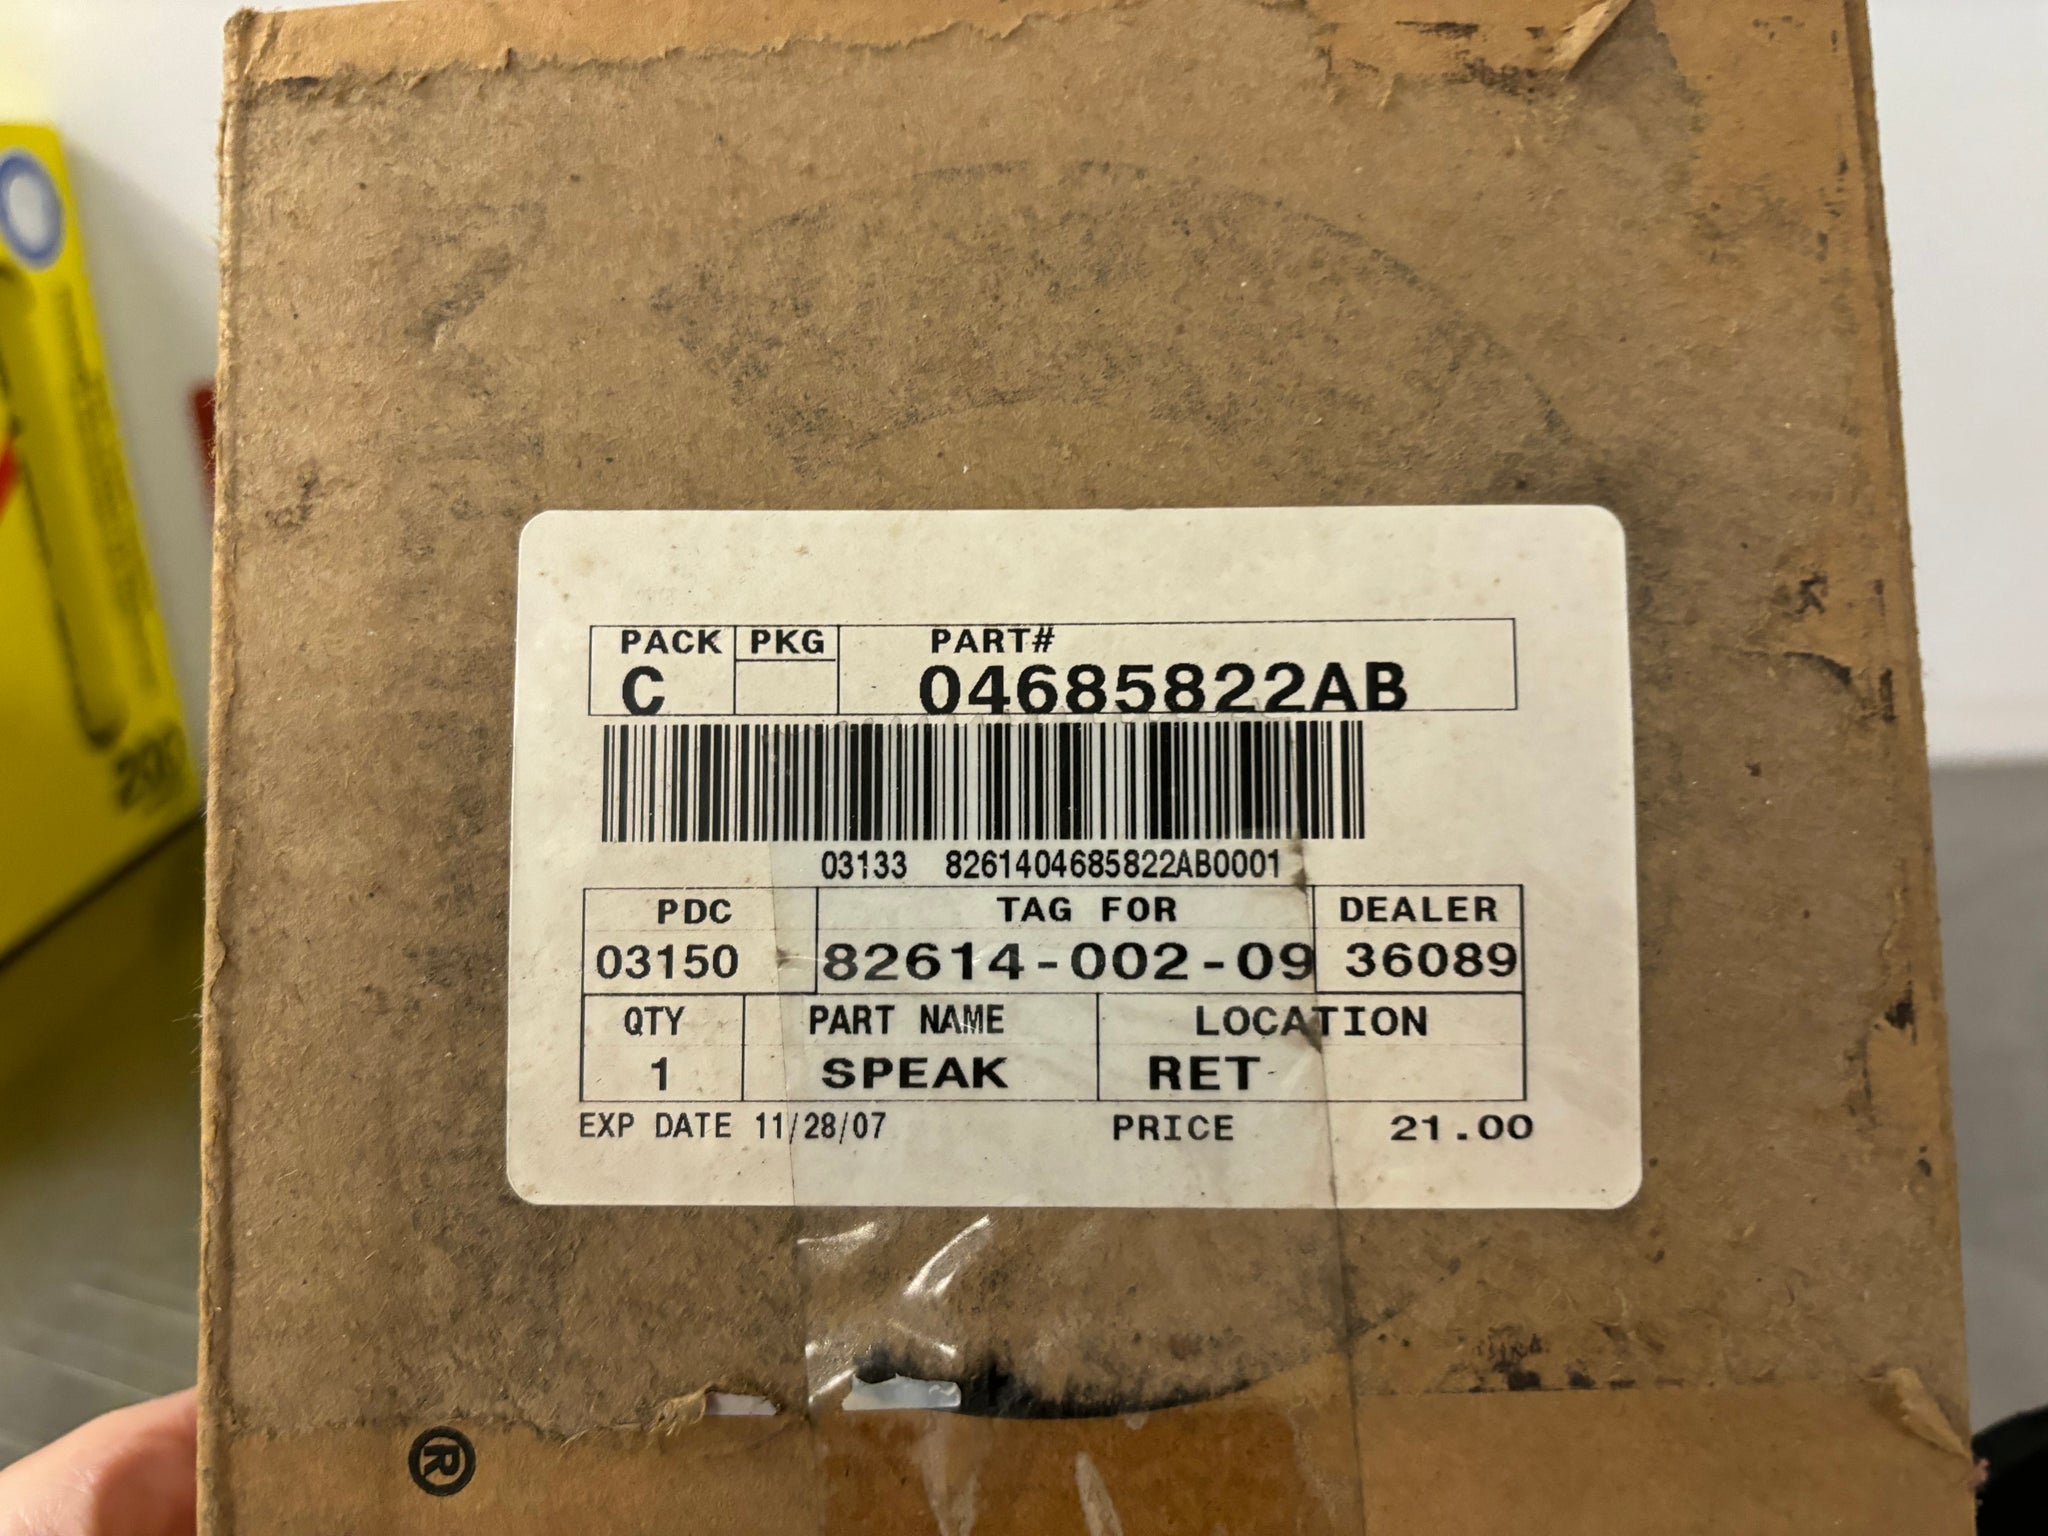 PACK PKG PART#
C 04685822AB
03133 8261404685822AB0001
PDC TAG FOR DEALER
03150 82614-002-09 36089
QTY PART NAME LOCATION
1 SPEAK RET
EXP DATE 11/28/07 PRICE 21.00
®